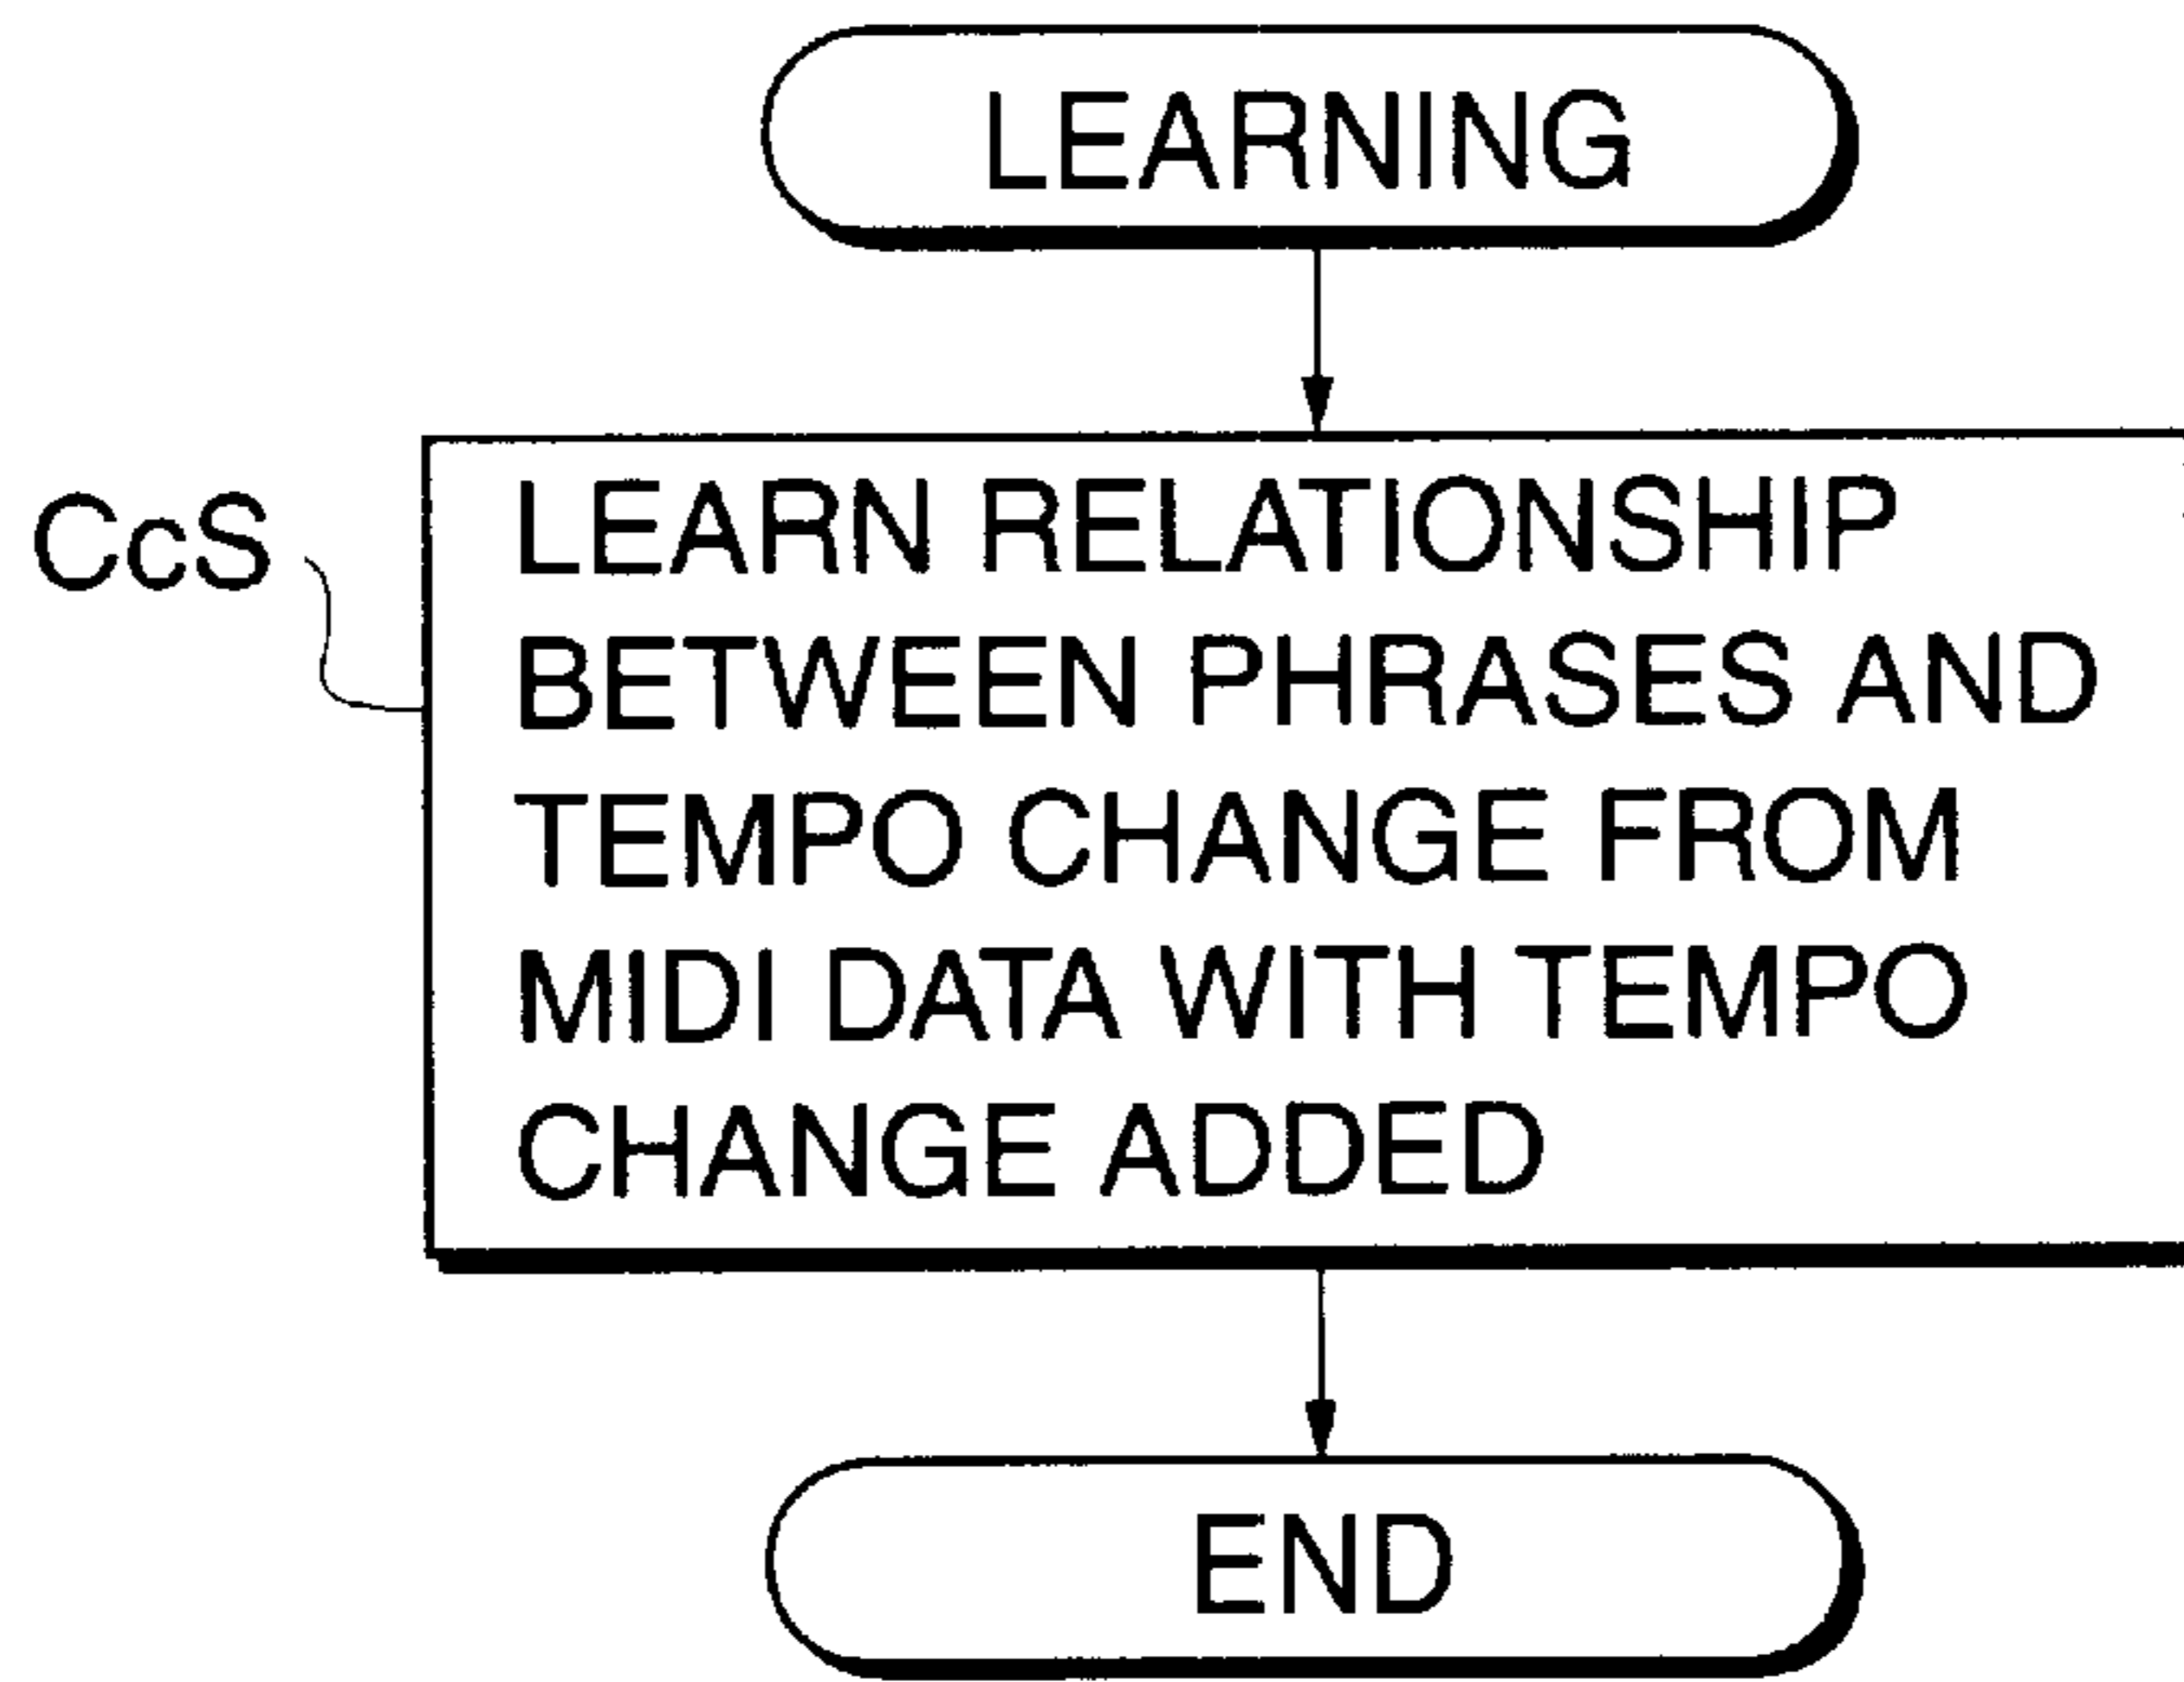 LEARNING
CcS
LEARN RELATIONSHIP
BETWEEN PHRASES AND
TEMPO CHANGE FROM
MIDI DATA WITH TEMPO
CHANGE ADDED
END